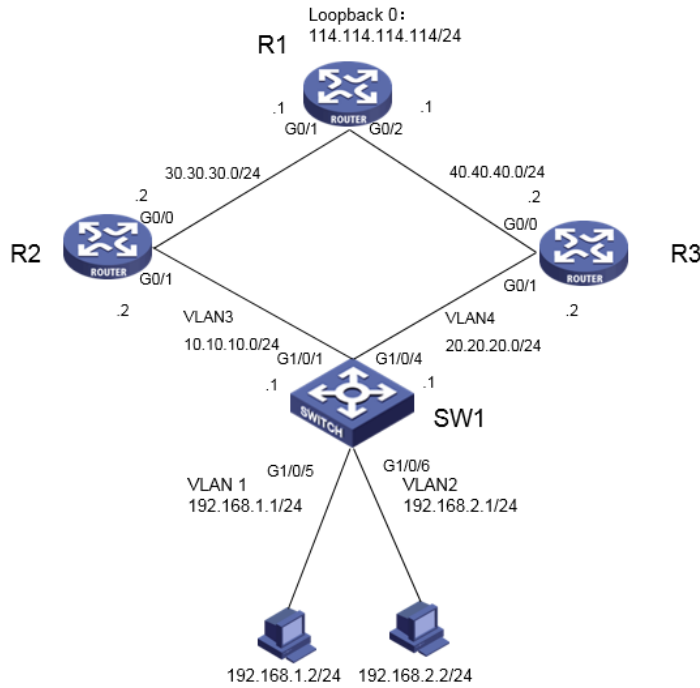 Loopback 0：
114.114.114.114/24
R1
.1
.1
ROUTER
G0/1
G0/2
30.30.30.0/24
40.40.40.0/24
.2
.2
G0/0
G0/0
R2
ROUTER
ROUTER
R3
G0/1
G0/1
.2
.2
VLAN3
VLAN4
10.10.10.0/24
20.20.20.0/24
G1/0/1
G1/0/4
.1
.1
SWITCH
SW1
G1/0/5
G1/0/6
VLAN 1
VLAN2
192.168.1.1/24
192.168.2.1/24
192.168.1.2/24
192.168.2.2/24